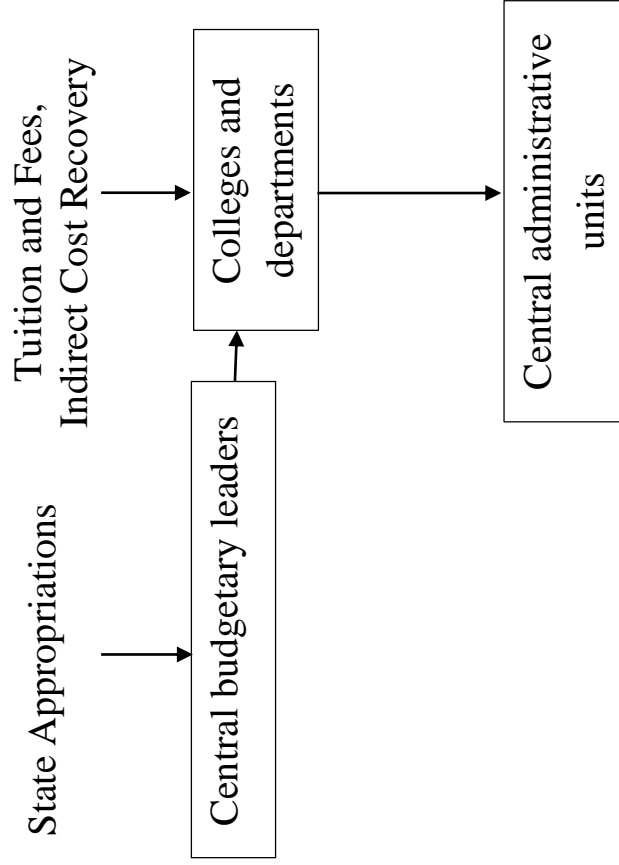 State Appropriations
Tuition and Fees,
Indirect Cost Recovery
Central budgetary leaders
Colleges and
departments
Central administrative
units